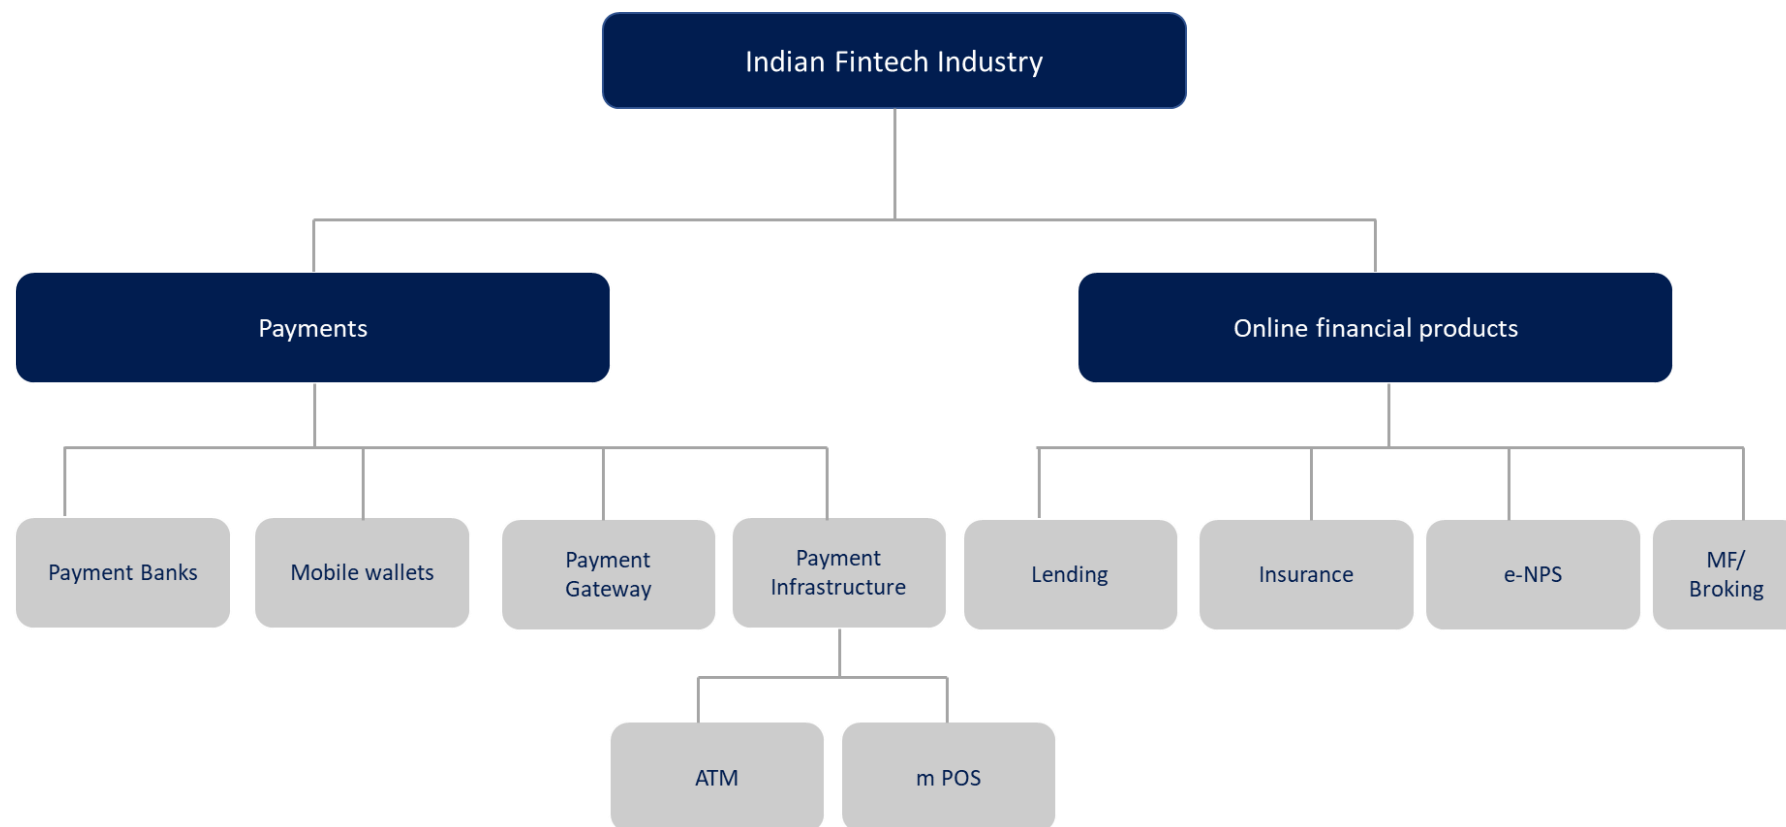 Indian Fintech Industry
Payments
Online financial products
Payment Banks
Mobile wallets
Payment
Gateway
Payment
Infrastructure
Lending
Insurance
e-NPS
MF/
Broking
ATM
m POS